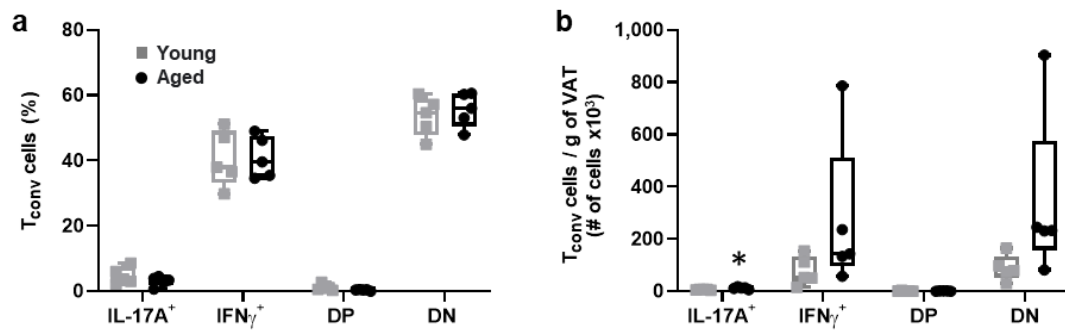 a
80
60
40
20
0
Tconv cells (%)
Young
Aged
IL-17A+
IFNγ+
DP
DN
b
1,000
800
600
400
200
0
Tconv cells / g of VAT
(# of cells x10³)
*
IL-17A+
IFNγ+
DP
DN